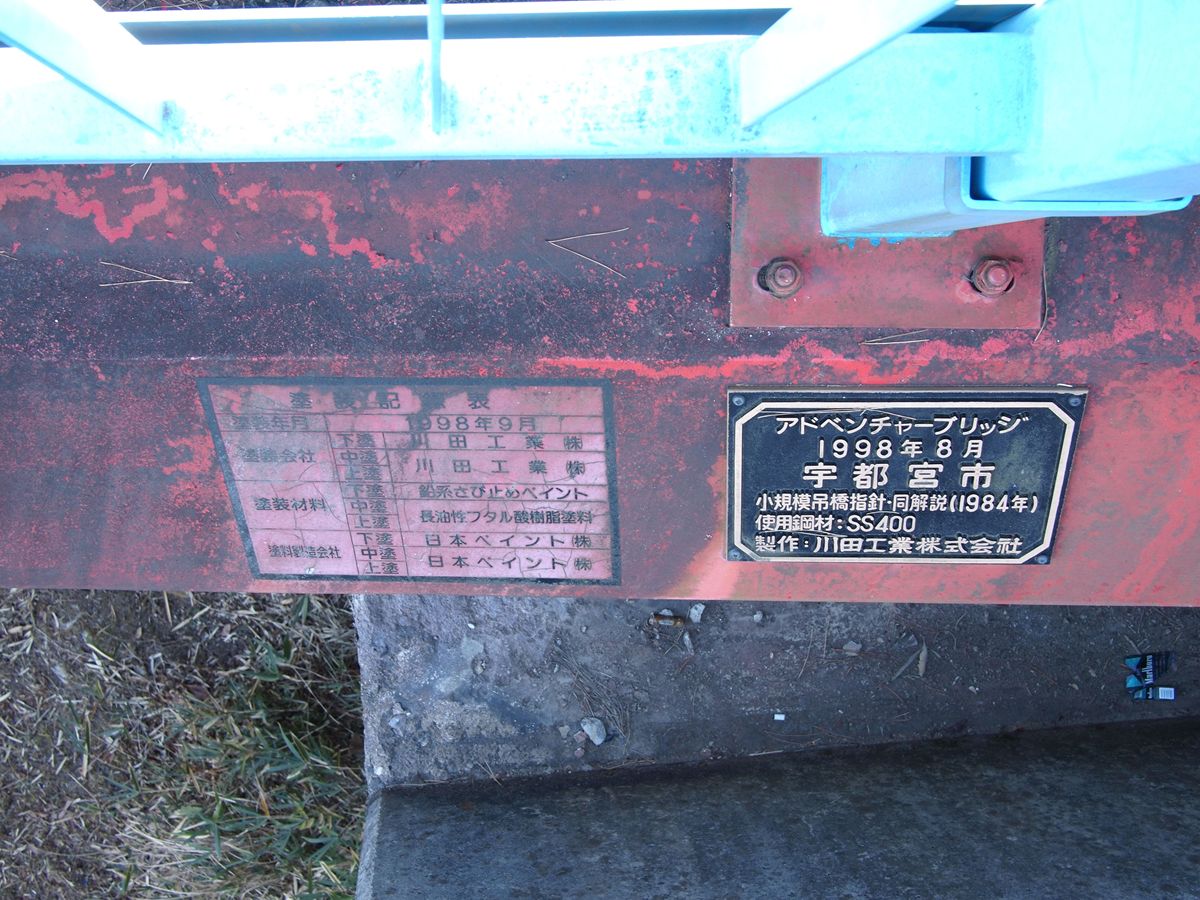 塗装記録表
塗装年月 1998年9月
塗装会社 下塗 川田工業㈱
中塗
上塗 川田工業㈱
塗装材料 下塗 鉛系さび止めペイント
中塗
上塗 長油性フタル酸樹脂塗料
塗料製造会社 下塗 日本ペイント㈱
中塗
上塗 日本ペイント㈱
アドベンチャーブリッジ
1998年8月
宇都宮市
小規模吊橋指針・同解説(1984年)
使用鋼材:SS400
製作:川田工業株式会社
Marlboro